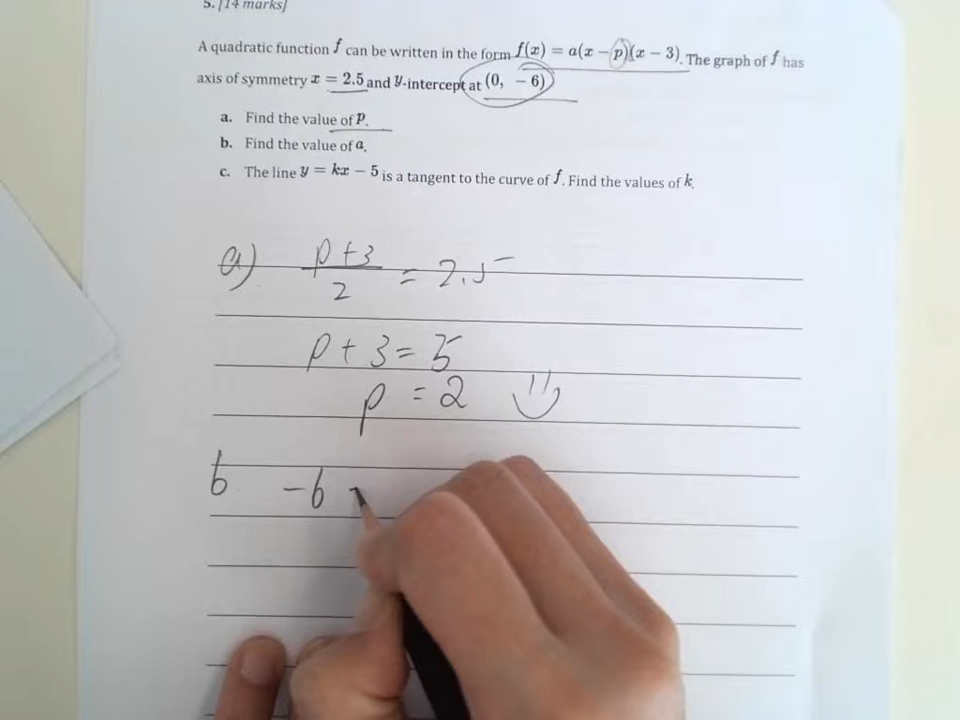 5. [14 marks]
A quadratic function f can be written in the form f(x) = a(x − p)(x − 3). The graph of f has
axis of symmetry x = 2.5 and y-intercept at (0, − 6)
a. Find the value of p.
b. Find the value of a.
c. The line y = kx − 5 is a tangent to the curve of f. Find the values of k.
a) p + 3 / 2 = 2.5
p + 3 = 5
p = 2
b -6